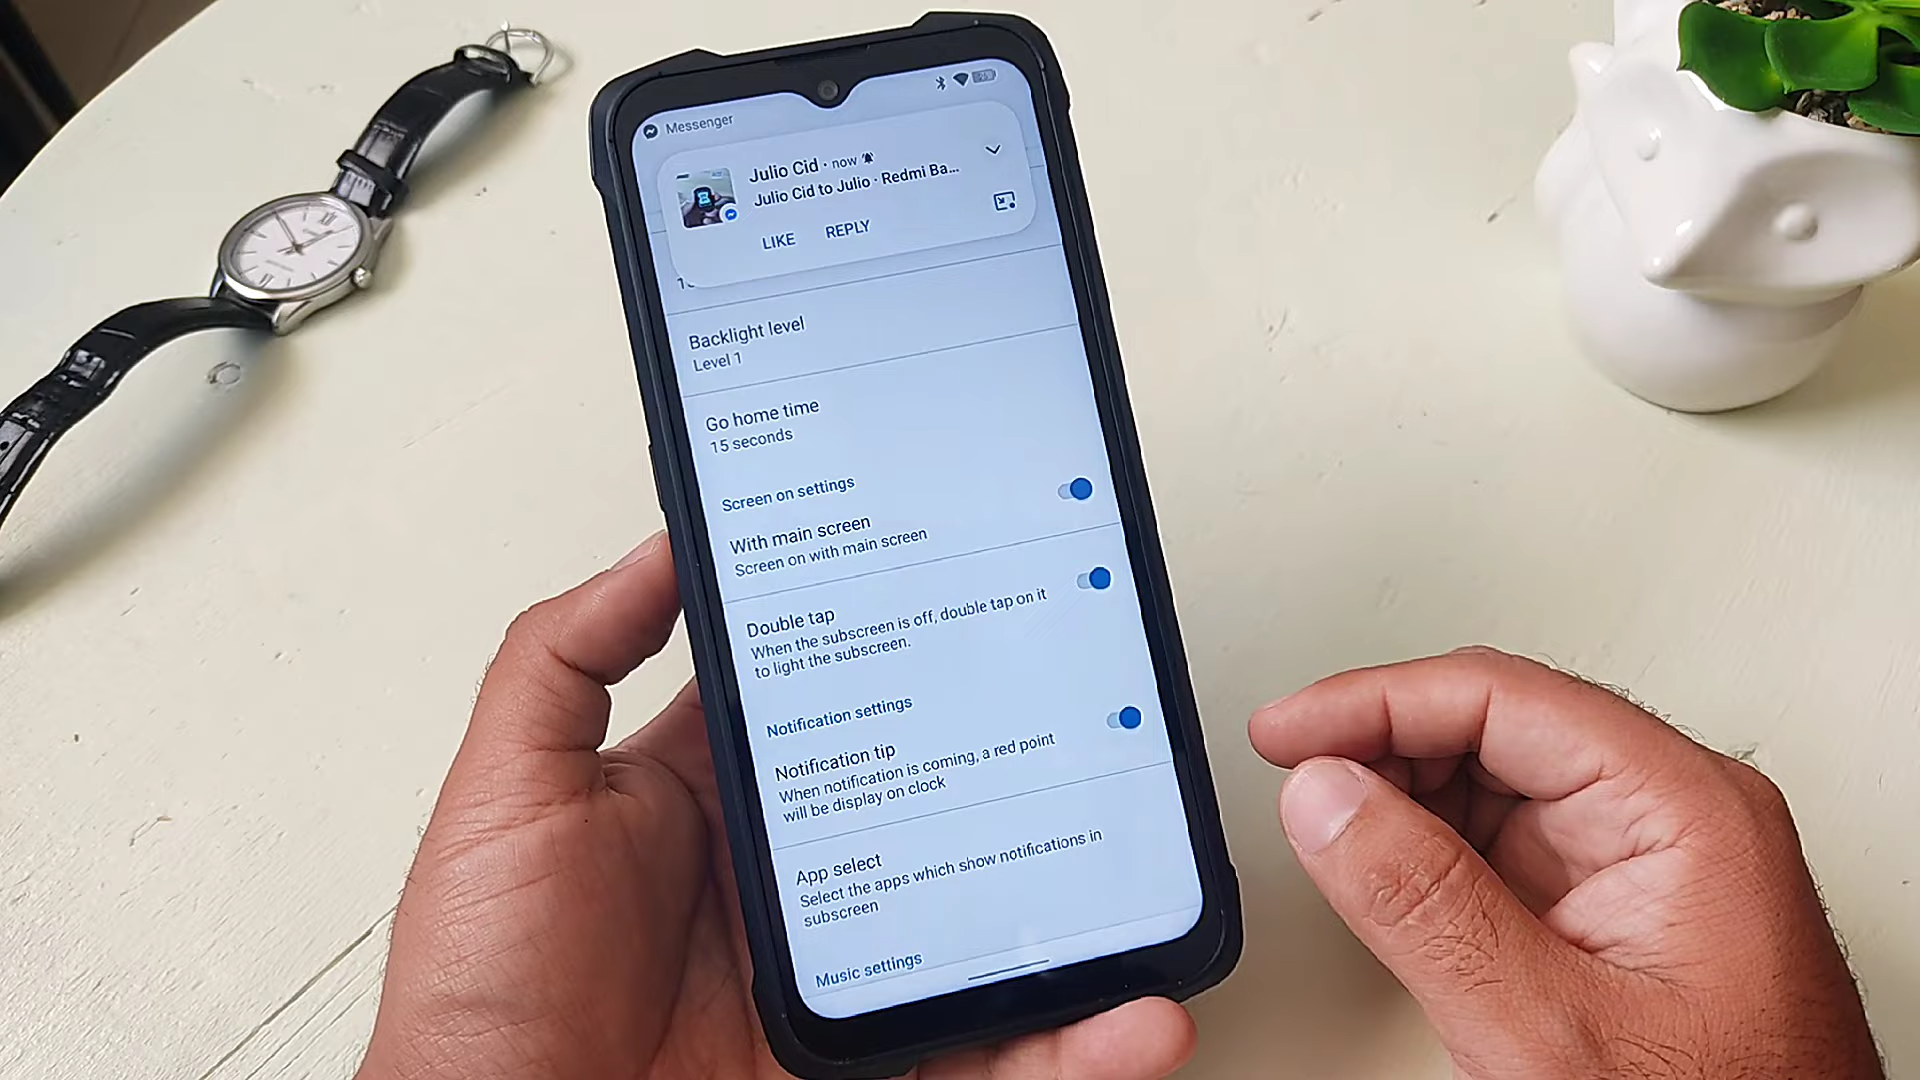 Messenger
Julio Cid · now
Julio Cid to Julio · Redmi Ba...
LIKE REPLY
Backlight level
Level 1
Go home time
15 seconds
Screen on settings
With main screen
Screen on with main screen
Double tap
When the subscreen is off, double tap on it
to light the subscreen.
Notification settings
Notification tip
When notification is coming, a red point
will be display on clock
App select
Select the apps which show notifications in
subscreen
Music settings